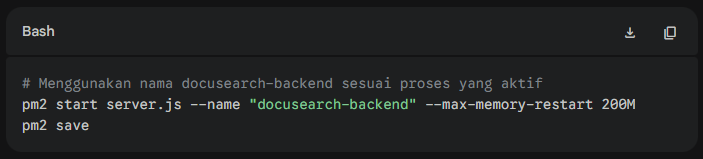 Bash
# Menggunakan nama docusearch-backend sesuai proses yang aktif
pm2 start server.js --name "docusearch-backend" --max-memory-restart 200M
pm2 save